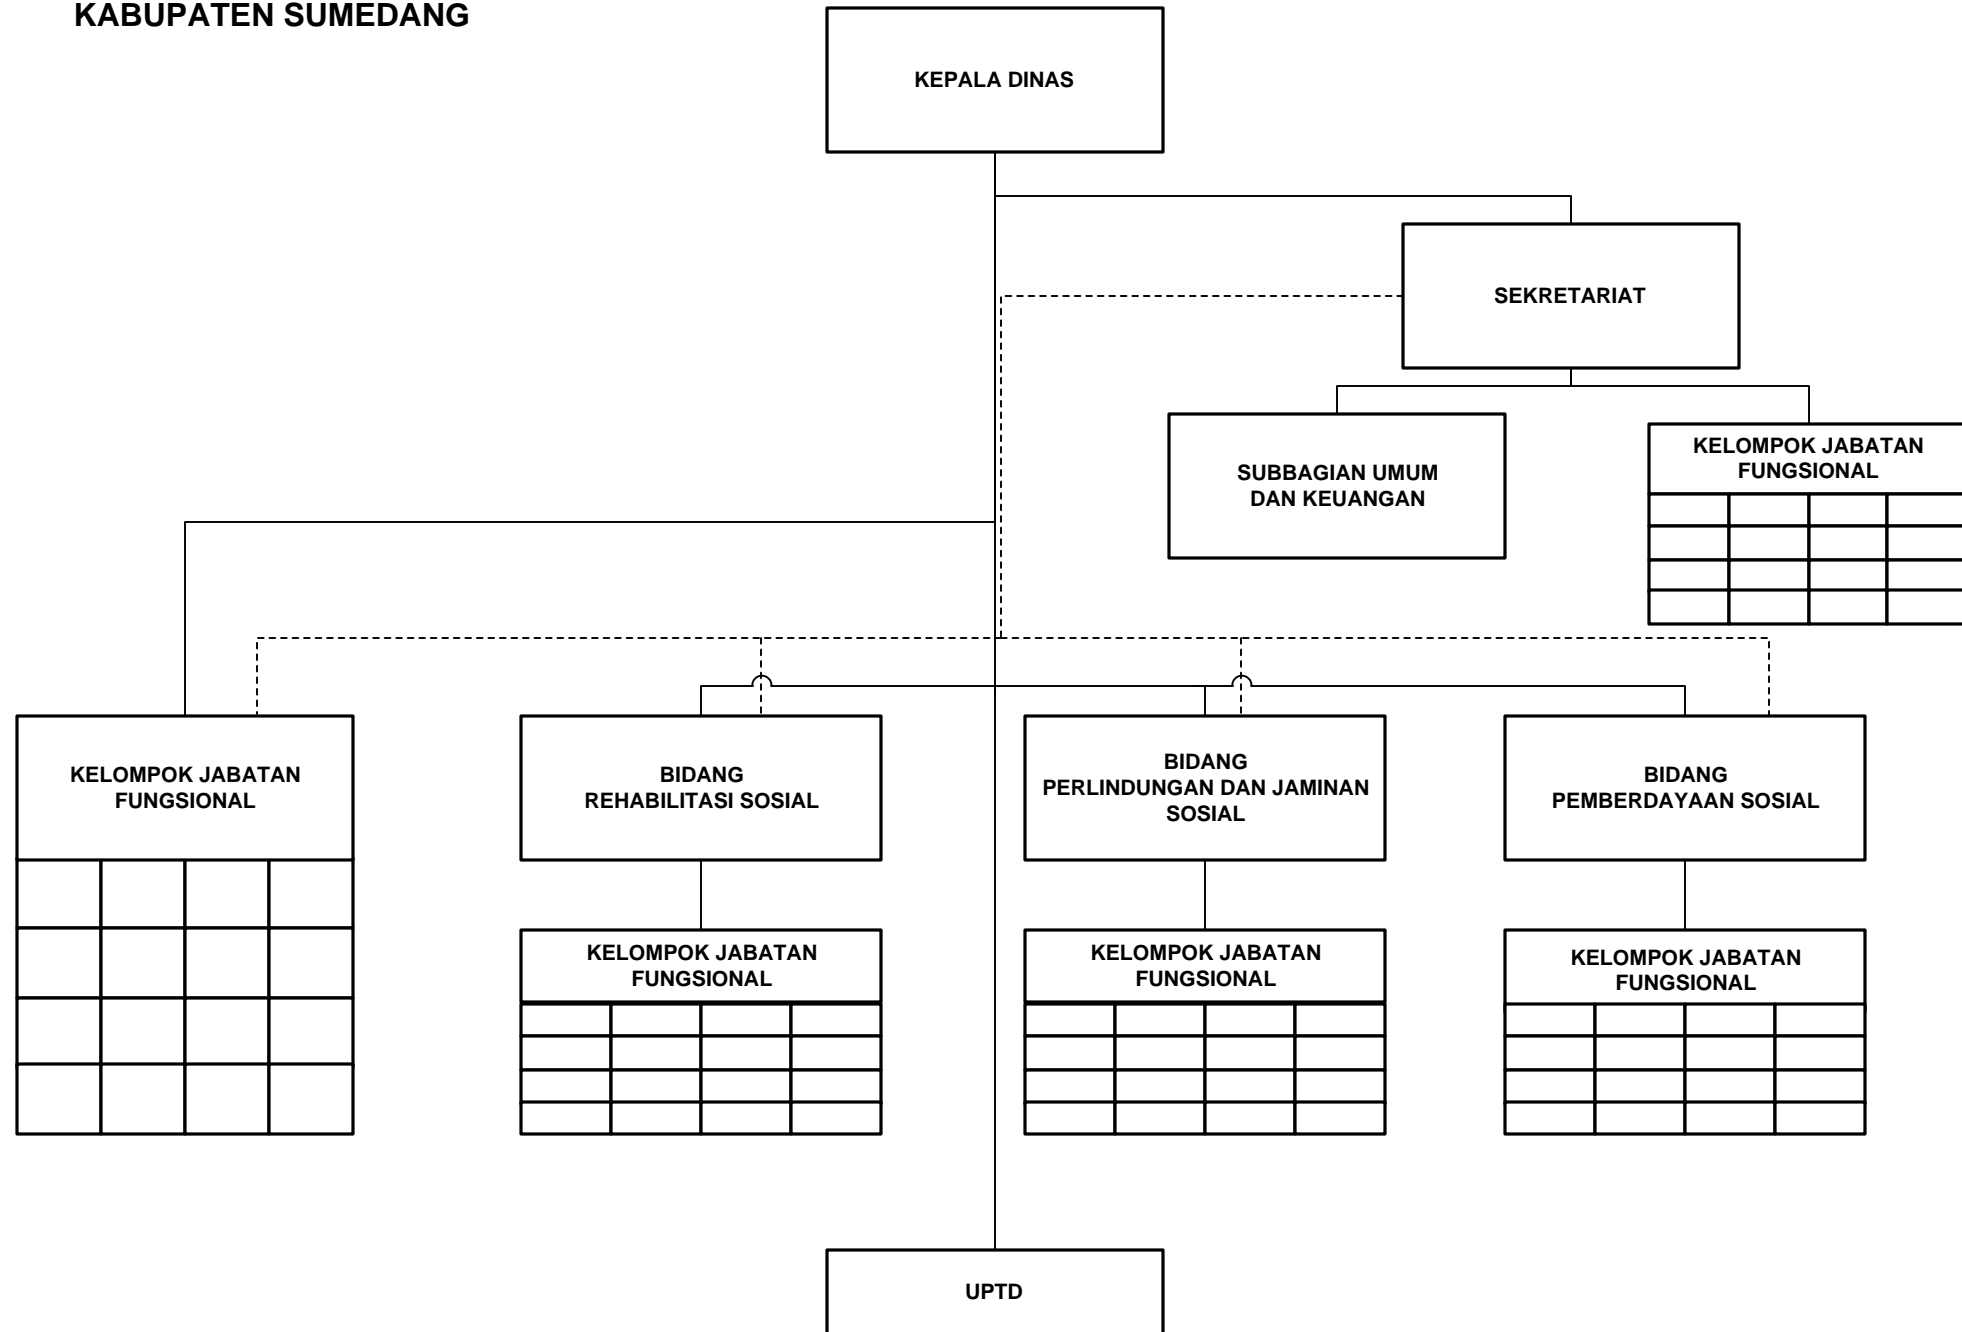 KABUPATEN SUMEDANG
KEPALA DINAS
SEKRETARIAT
SUBBAGIAN UMUM
DAN KEUANGAN
KELOMPOK JABATAN
FUNGSIONAL
KELOMPOK JABATAN
FUNGSIONAL
BIDANG
REHABILITASI SOSIAL
BIDANG
PERLINDUNGAN DAN JAMINAN
SOSIAL
BIDANG
PEMBERDAYAAN SOSIAL
KELOMPOK JABATAN
FUNGSIONAL
KELOMPOK JABATAN
FUNGSIONAL
KELOMPOK JABATAN
FUNGSIONAL
UPTD